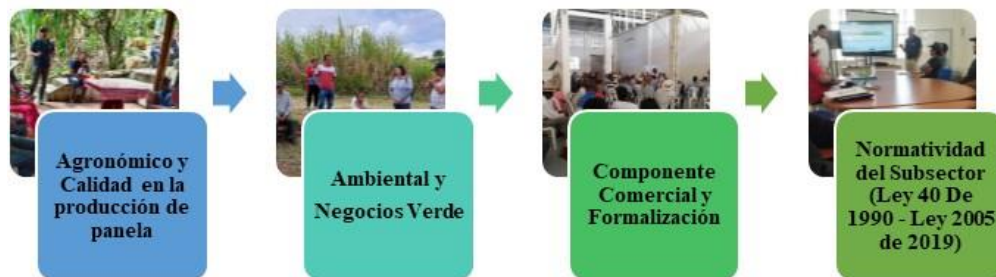 Agronómico y
Calidad en la
producción de
panela
Ambiental y
Negocios Verde
Componente
Comercial y
Formalización
Normatividad
del Subsector
(Ley 40 De
1990 - Ley 2005
de 2019)